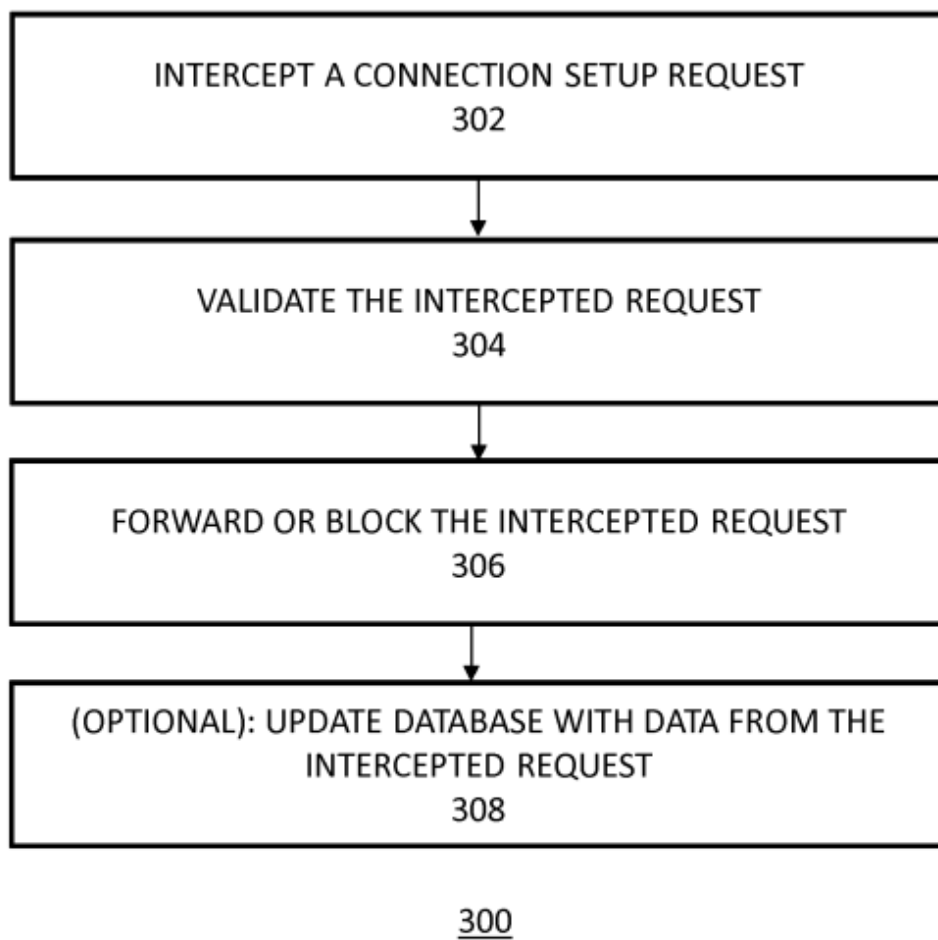 INTERCEPT A CONNECTION SETUP REQUEST
302
VALIDATE THE INTERCEPTED REQUEST
304
FORWARD OR BLOCK THE INTERCEPTED REQUEST
306
(OPTIONAL): UPDATE DATABASE WITH DATA FROM THE
INTERCEPTED REQUEST
308
300